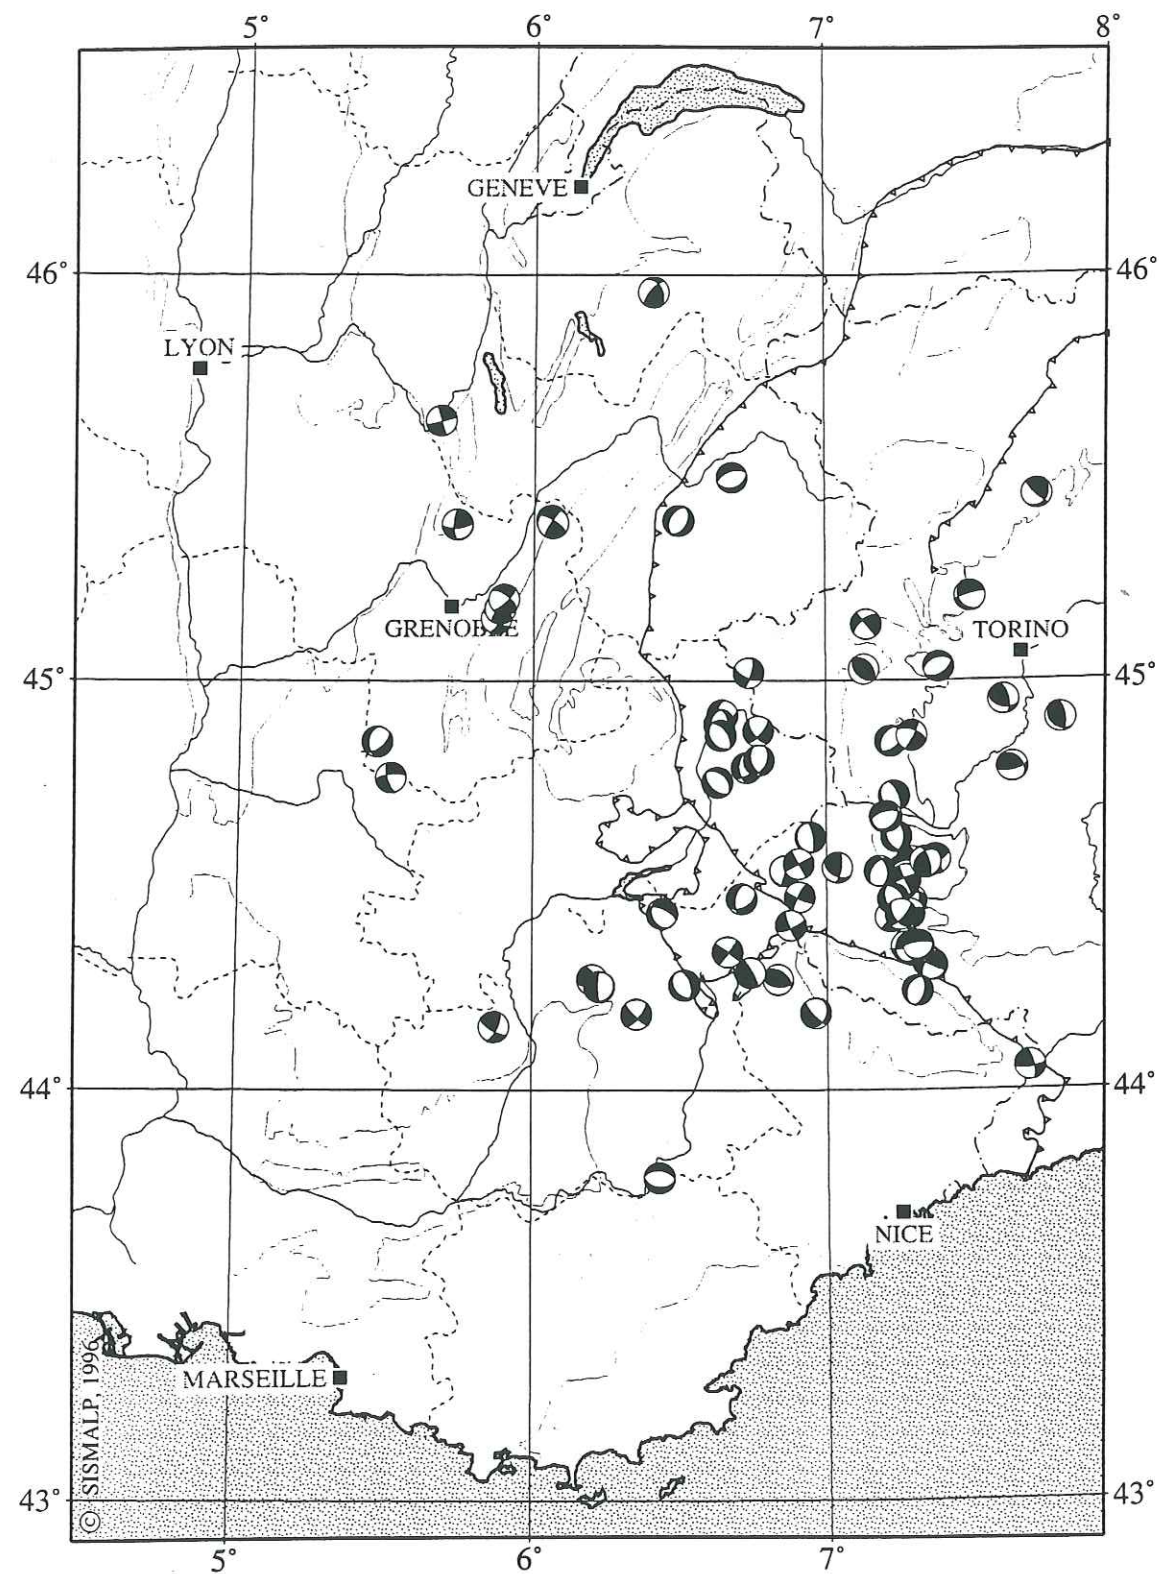 5° 6° 7° 8°
GENEVE
46° 46°
LYON
GRENOBLE
TORINO
45° 45°
44° 44°
NICE
MARSEILLE
© SISMALP, 1996
43° 43°
5° 6° 7°